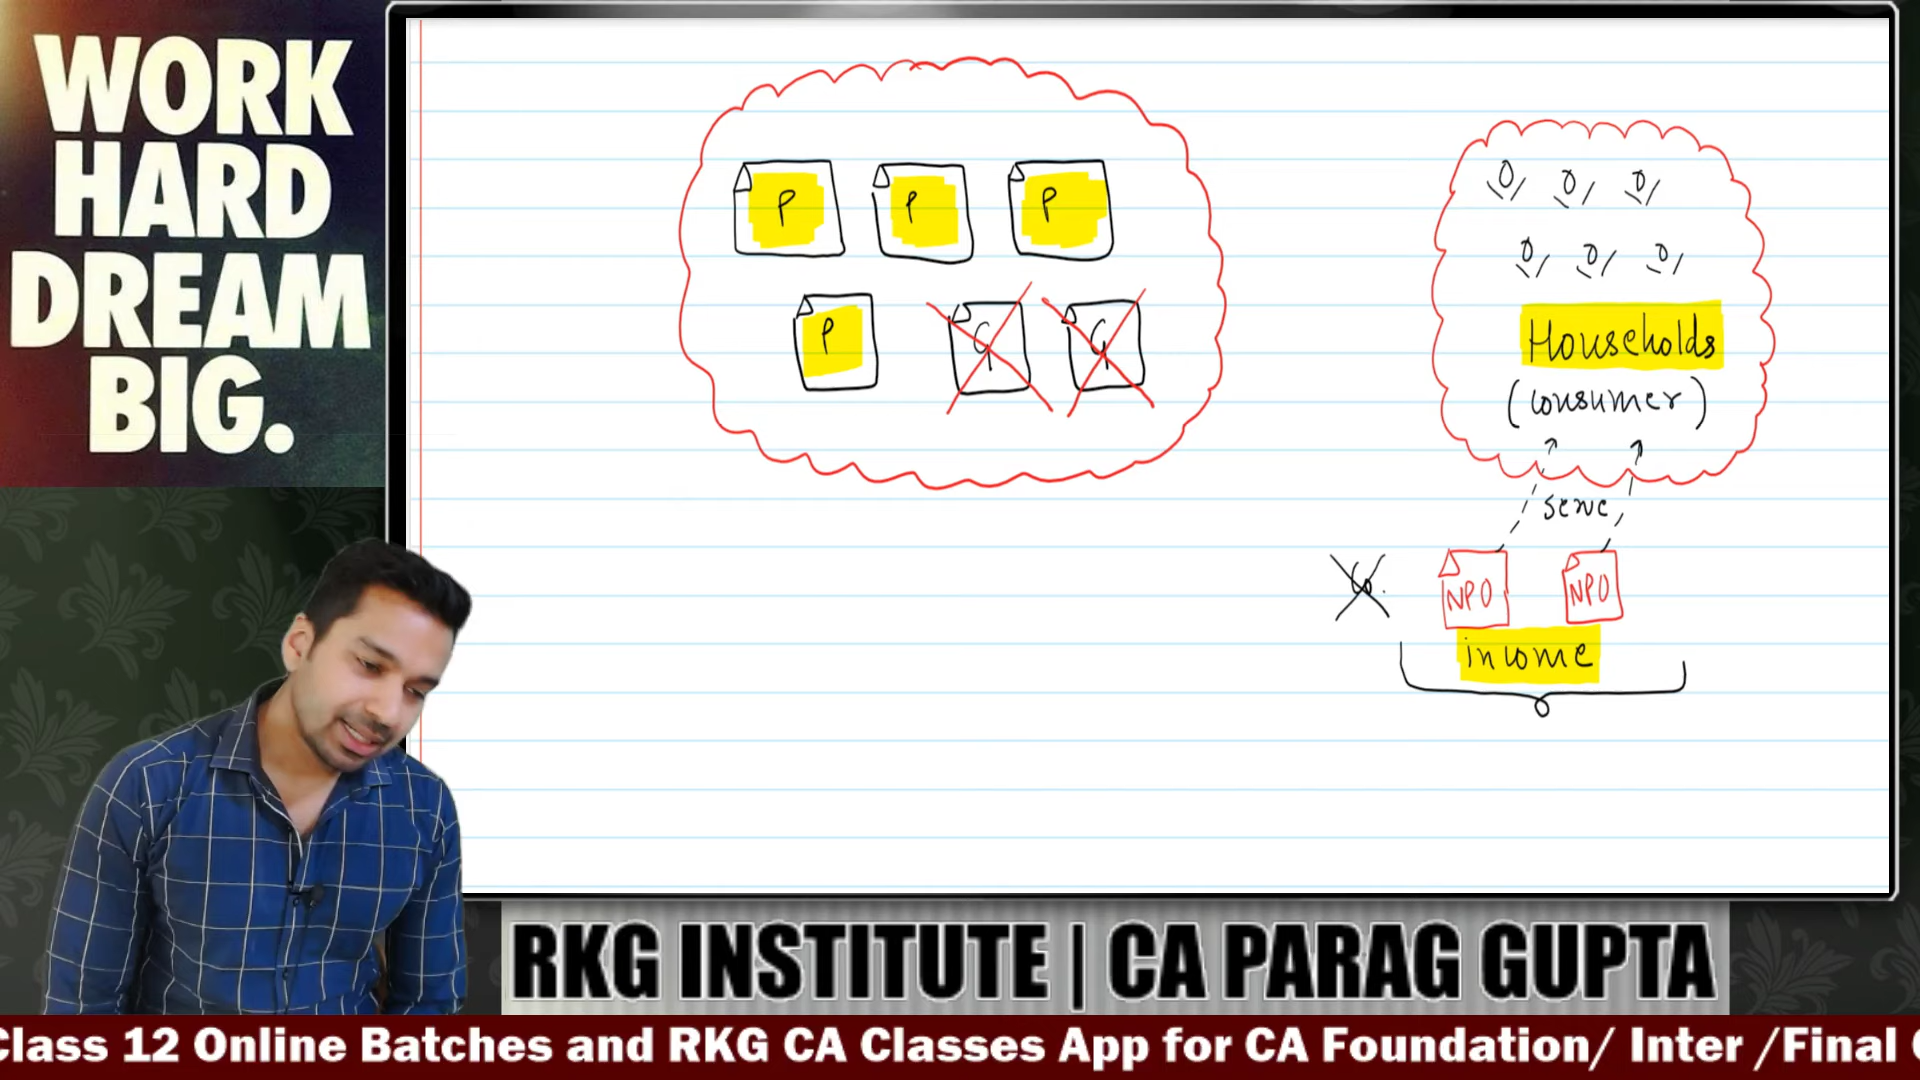 WORK
HARD
DREAM
BIG.
P P P
P G G
Households
(consumer)
serve
Co. NPO NPO
income
RKG INSTITUTE | CA PARAG GUPTA
Class 12 Online Batches and RKG CA Classes App for CA Foundation/ Inter /Final